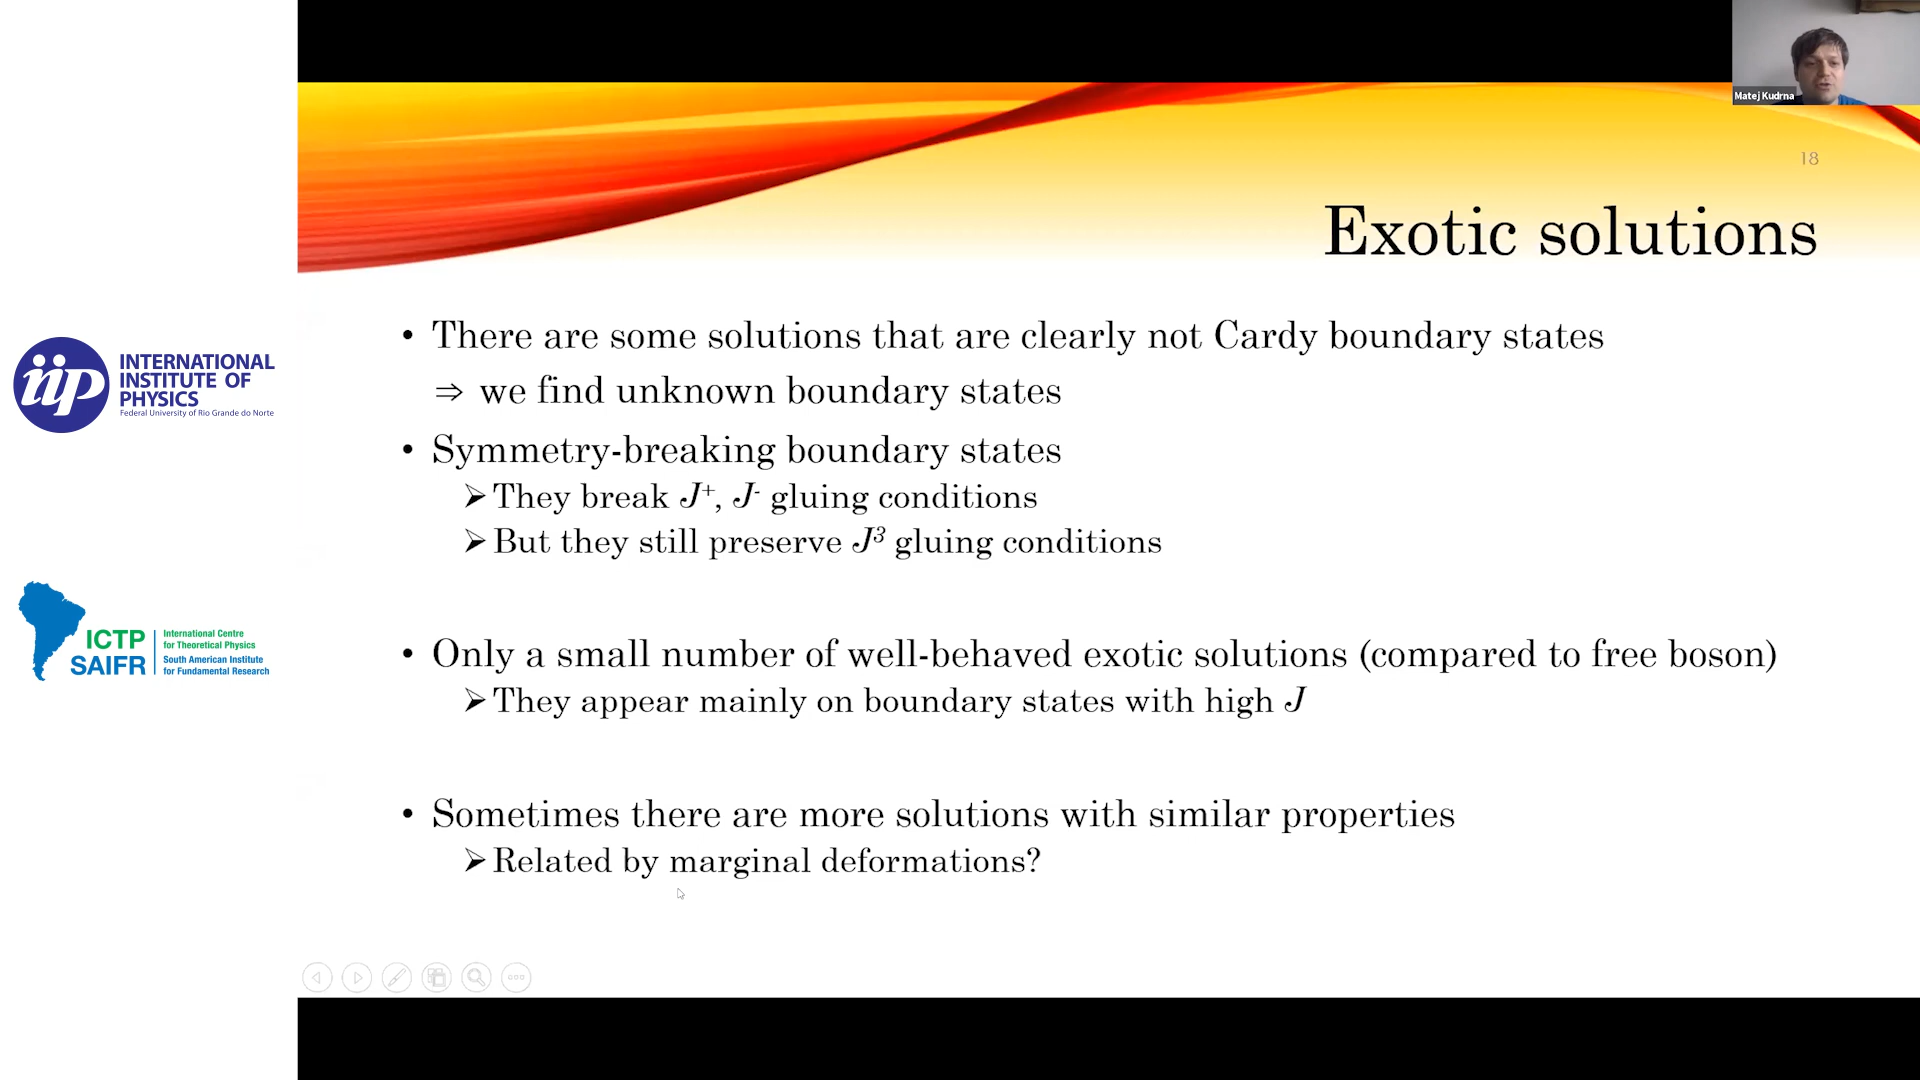 Matej Kudrna
18
Exotic solutions
• There are some solutions that are clearly not Cardy boundary states
⇒ we find unknown boundary states
• Symmetry-breaking boundary states
➢ They break J⁺, J⁻ gluing conditions
➢ But they still preserve J³ gluing conditions
• Only a small number of well-behaved exotic solutions (compared to free boson)
➢ They appear mainly on boundary states with high J
• Sometimes there are more solutions with similar properties
➢ Related by marginal deformations?
iip
INTERNATIONAL
INSTITUTE OF
PHYSICS
Federal University of Rio Grande do Norte
ICTP
SAIFR
International Centre
for Theoretical Physics
South American Institute
for Fundamental Research